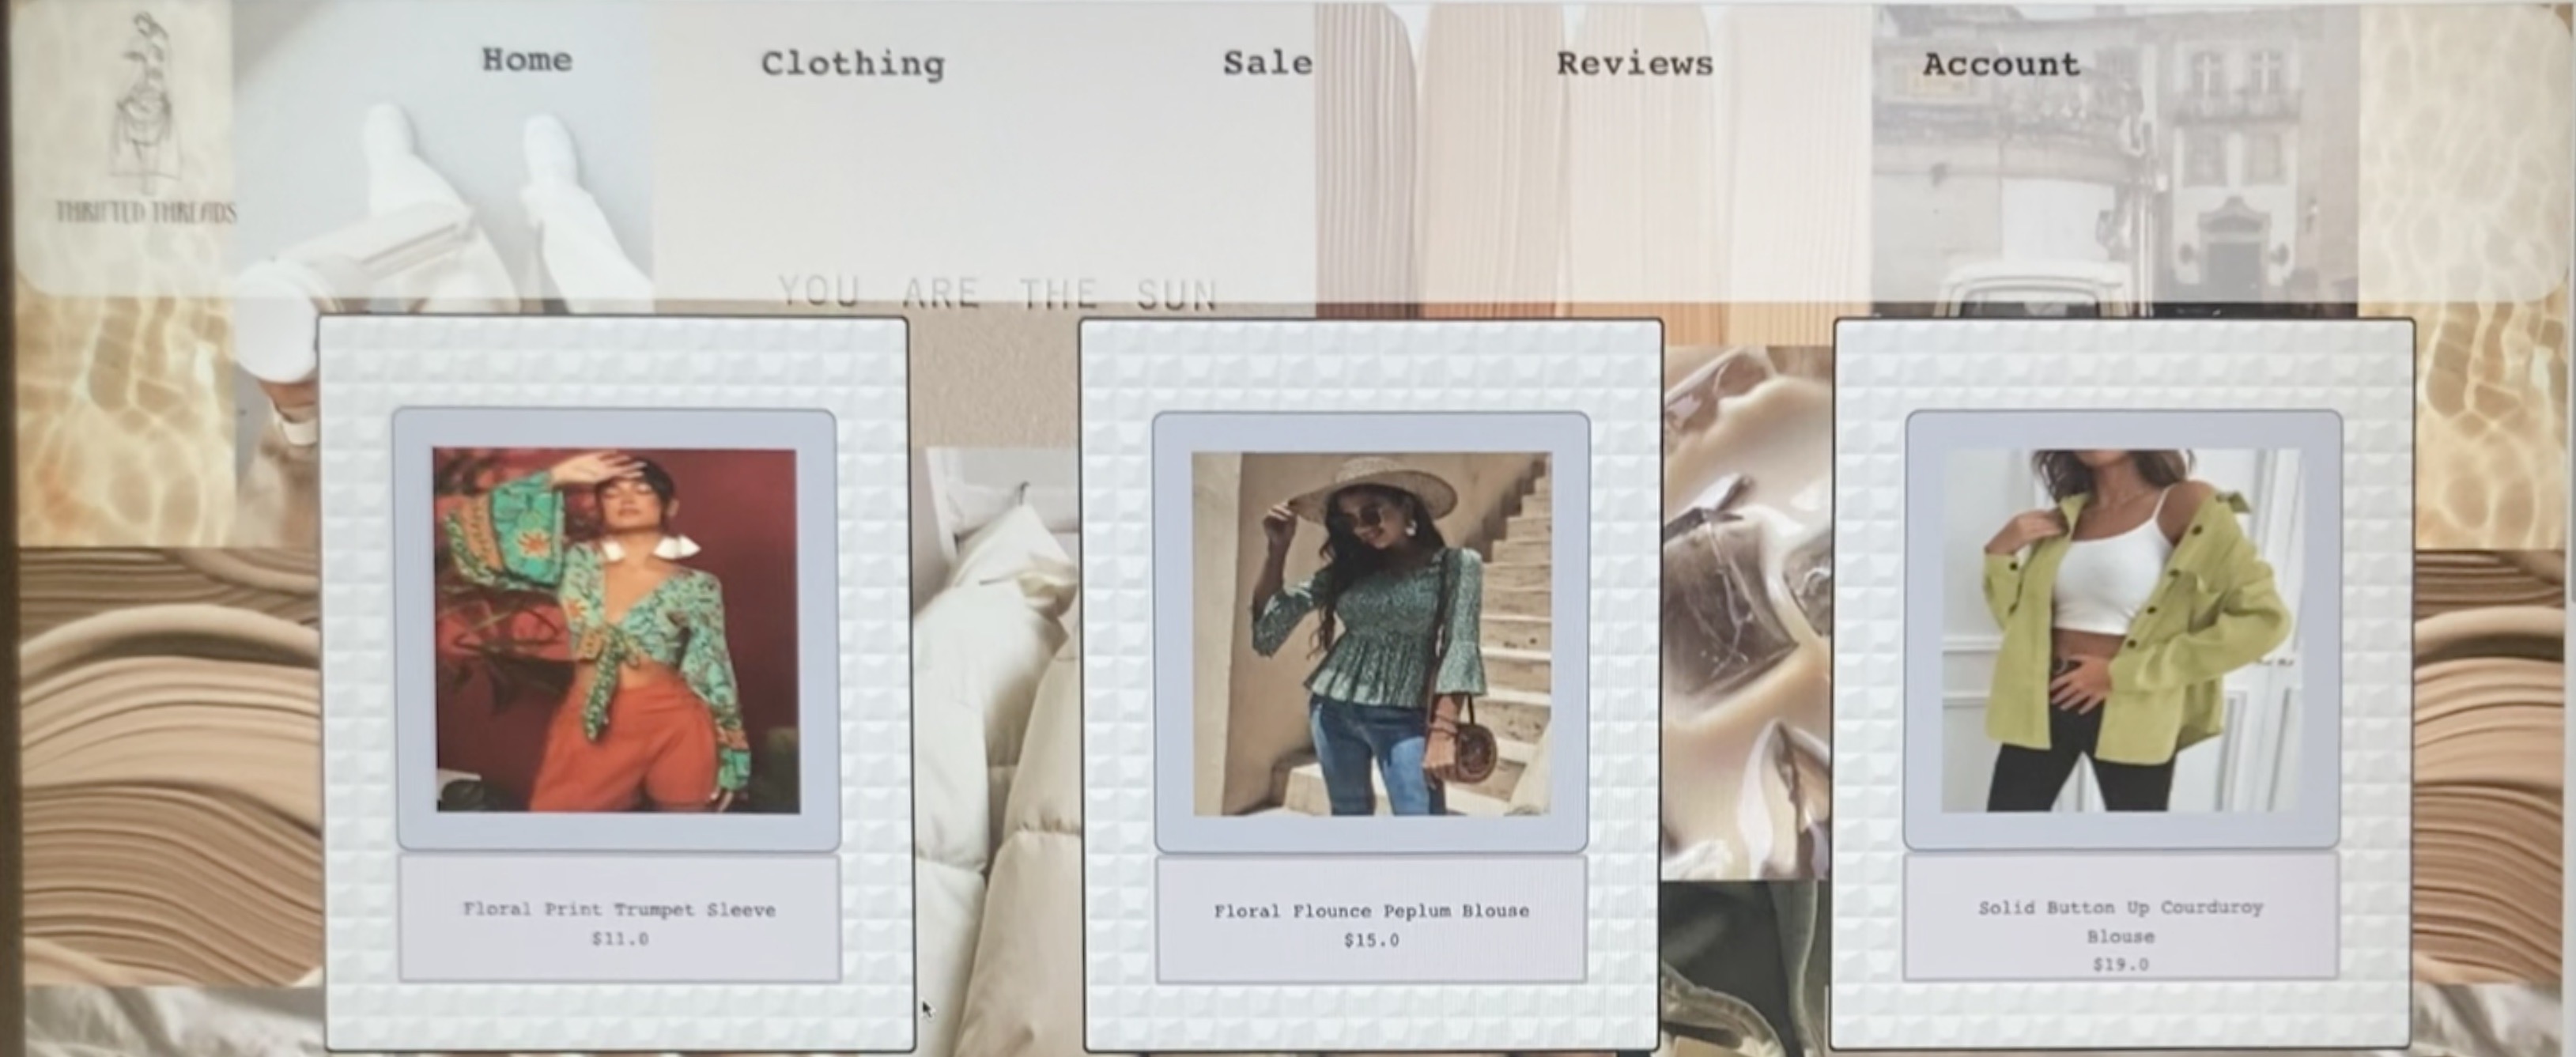 Home Clothing Sale Reviews Account
THRIFTED THREADS
YOU ARE THE SUN
Floral Print Trumpet Sleeve
$11.0
Floral Flounce Peplum Blouse
$15.0
Solid Button Up Courduroy
Blouse
$19.0